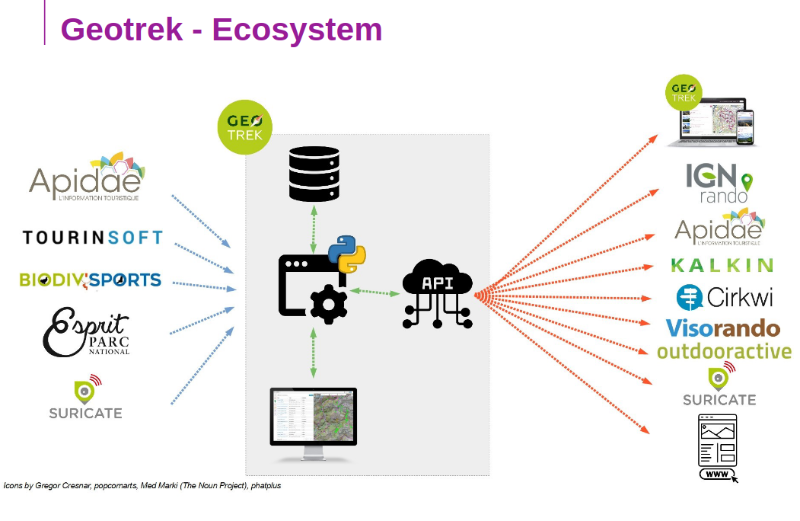 Geotrek - Ecosystem
GEO
TREK
Apidae
L'INFORMATION TOURISTIQUE
TOURINSOFT
BIODIV'SPORTS
Esprit
PARC
NATIONAL
SURICATE
API
GEO
TREK
IGN
rando
Apidae
L'INFORMATION TOURISTIQUE
KALKIN
Cirkwi
Visorando
outdooractive
SURICATE
WWW
Icons by Gregor Cresnar, popcornarts, Med Marki (The Noun Project), phatplus